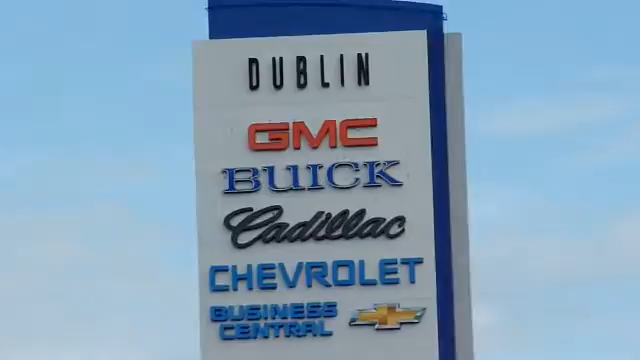 DUBLIN
GMC
BUICK
Cadillac
CHEVROLET
BUSINESS
CENTRAL